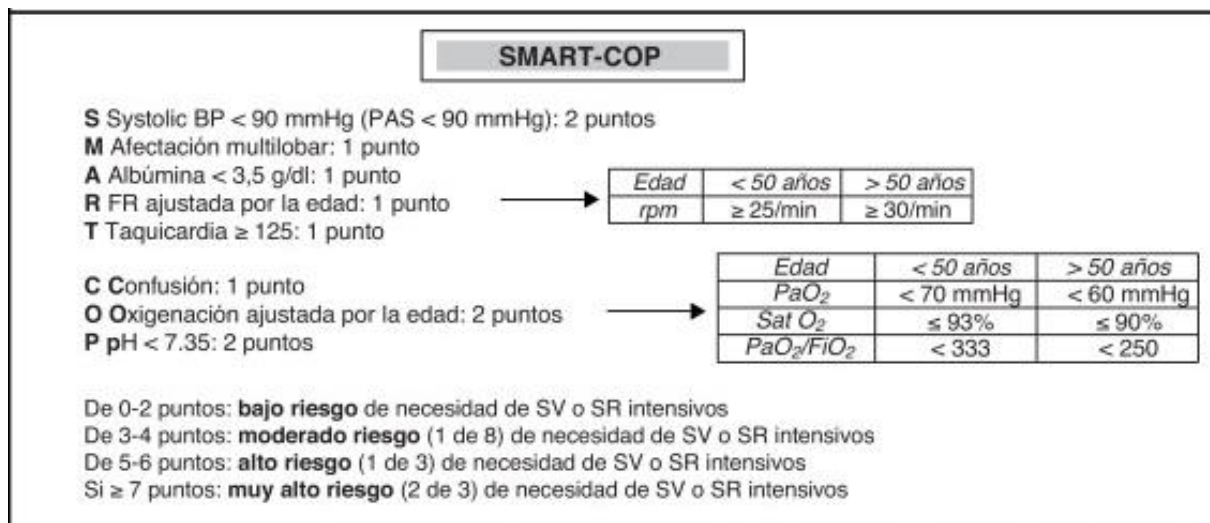 SMART-COP
S Systolic BP < 90 mmHg (PAS < 90 mmHg): 2 puntos
M Afectación multilobar: 1 punto
A Albúmina < 3,5 g/dl: 1 punto
R FR ajustada por la edad: 1 punto
T Taquicardia ≥ 125: 1 punto
Edad < 50 años > 50 años
rpm ≥ 25/min ≥ 30/min
C Confusión: 1 punto
O Oxigenación ajustada por la edad: 2 puntos
P pH < 7.35: 2 puntos
Edad < 50 años > 50 años
PaO₂ < 70 mmHg < 60 mmHg
Sat O₂ ≤ 93% ≤ 90%
PaO₂/FiO₂ < 333 < 250
De 0-2 puntos: bajo riesgo de necesidad de SV o SR intensivos
De 3-4 puntos: moderado riesgo (1 de 8) de necesidad de SV o SR intensivos
De 5-6 puntos: alto riesgo (1 de 3) de necesidad de SV o SR intensivos
Si ≥ 7 puntos: muy alto riesgo (2 de 3) de necesidad de SV o SR intensivos